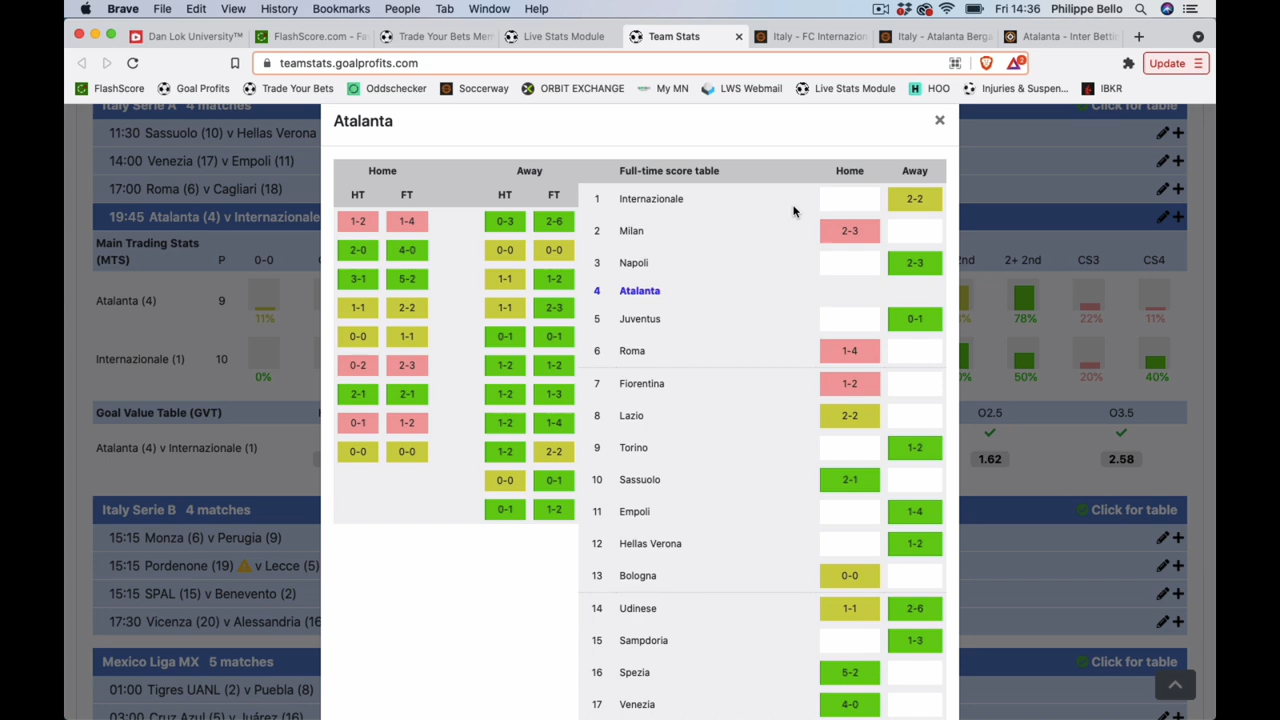 Brave File Edit View History Bookmarks People Tab Window Help Fri 14:36 Philippe Bello
Dan Lok University™ FlashScore.com - Fa Trade Your Bets Mem Live Stats Module Team Stats × Italy - FC Internazion Italy - Atalanta Berga Atalanta - Inter Bettin +
teamstats.goalprofits.com 2 Update
FlashScore Goal Profits Trade Your Bets Oddschecker Soccerway ORBIT EXCHANGE My MN LWS Webmail Live Stats Module HOO Injuries & Suspen... IBKR
Italy Serie A 4 matches Click for table
11:30 Sassuolo (10) v Hellas Verona
14:00 Venezia (17) v Empoli (11)
17:00 Roma (6) v Cagliari (18)
19:45 Atalanta (4) v Internazionale
Main Trading Stats
(MTS) P 0-0 2nd 2+ 2nd CS3 CS4
Atalanta (4) 9 11% 78% 22% 11%
Internazionale (1) 10 0% 0% 50% 20% 40%
Goal Value Table (GVT) O2.5 O3.5
Atalanta (4) v Internazionale (1) 1.62 2.58
Italy Serie B 4 matches Click for table
15:15 Monza (6) v Perugia (9)
15:15 Pordenone (19) v Lecce (5)
15:15 SPAL (15) v Benevento (2)
17:30 Vicenza (20) v Alessandria (16
Mexico Liga MX 5 matches Click for table
01:00 Tigres UANL (2) v Puebla (8)
03:00 Cruz Azul (5) v Juárez (16)
Atalanta ×
Home Away
HT FT HT FT
1-2 1-4 0-3 2-6
2-0 4-0 0-0 0-0
3-1 5-2 1-1 1-2
1-1 2-2 1-1 2-3
0-0 1-1 0-1 0-1
0-2 2-3 1-2 1-2
2-1 2-1 1-2 1-3
0-1 1-2 1-2 1-4
0-0 0-0 1-2 2-2
0-0 0-1
0-1 1-2
Full-time score table Home Away
1 Internazionale 2-2
2 Milan 2-3
3 Napoli 2-3
4 Atalanta
5 Juventus 0-1
6 Roma 1-4
7 Fiorentina 1-2
8 Lazio 2-2
9 Torino 1-2
10 Sassuolo 2-1
11 Empoli 1-4
12 Hellas Verona 1-2
13 Bologna 0-0
14 Udinese 1-1 2-6
15 Sampdoria 1-3
16 Spezia 5-2
17 Venezia 4-0